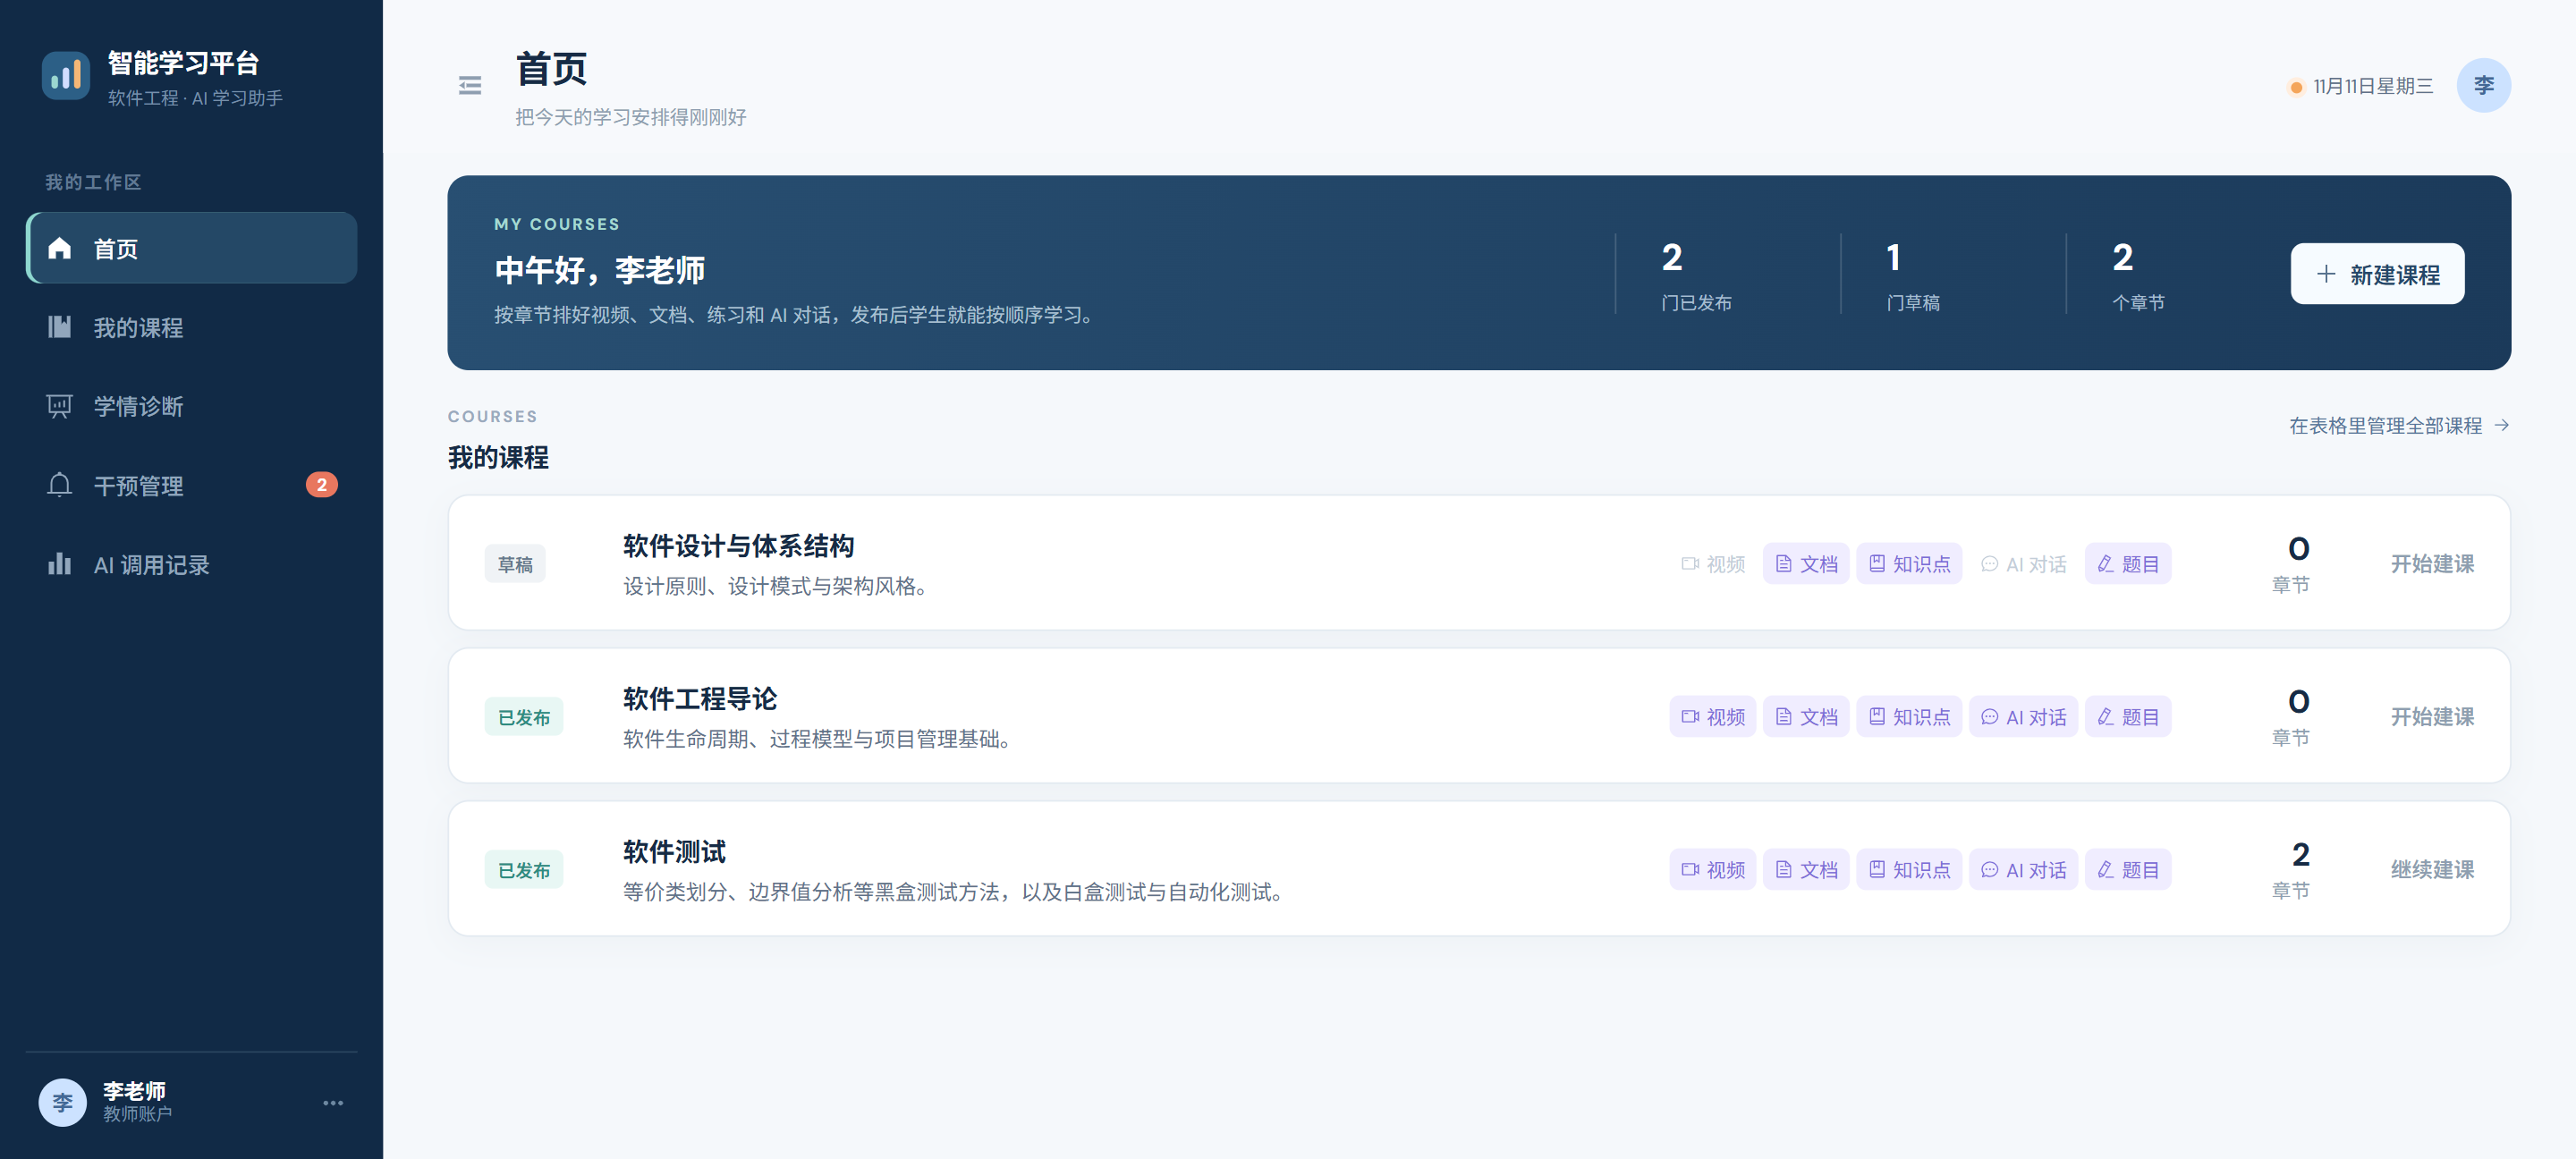 智能学习平台
软件工程 · AI 学习助手
我的工作区
首页
我的课程
学情诊断
干预管理
2
AI 调用记录
李
李老师
教师账户
首页
把今天的学习安排得刚刚好
11月11日星期三
李
MY COURSES
中午好，李老师
按章节排好视频、文档、练习和 AI 对话，发布后学生就能按顺序学习。
2
门已发布
1
门草稿
2
个章节
新建课程
COURSES
我的课程
在表格里管理全部课程 →
草稿
软件设计与体系结构
设计原则、设计模式与架构风格。
视频 文档 知识点 AI 对话 题目
0
章节
开始建课
已发布
软件工程导论
软件生命周期、过程模型与项目管理基础。
视频 文档 知识点 AI 对话 题目
0
章节
开始建课
已发布
软件测试
等价类划分、边界值分析等黑盒测试方法，以及白盒测试与自动化测试。
视频 文档 知识点 AI 对话 题目
2
章节
继续建课